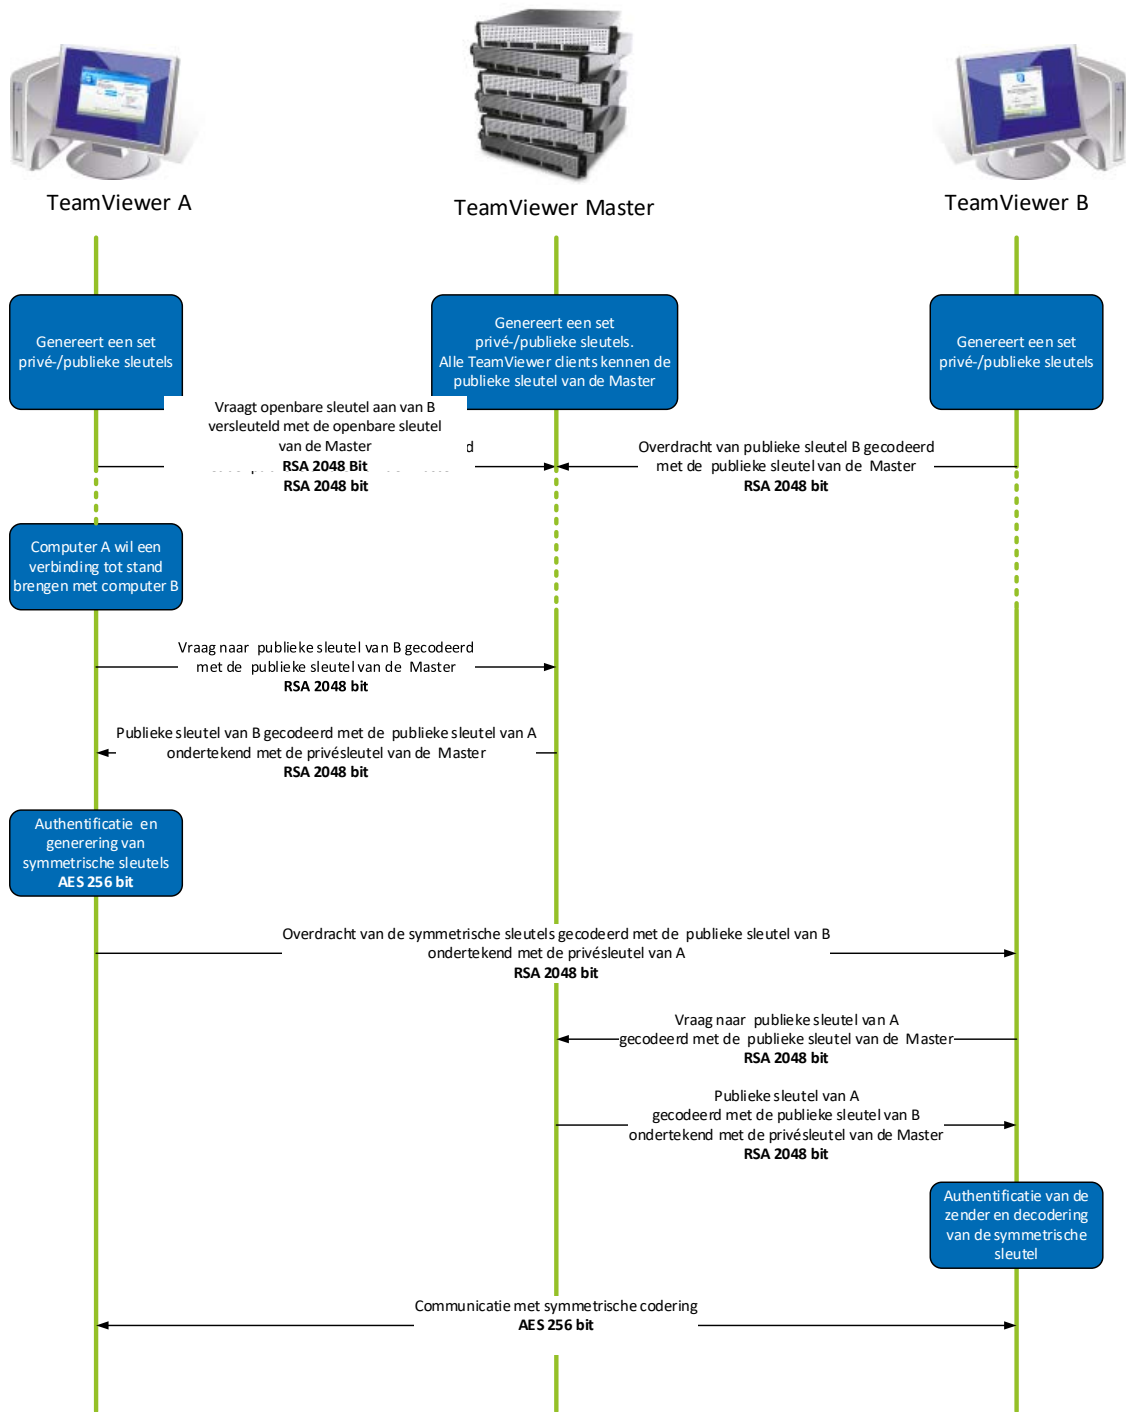 TeamViewer A
TeamViewer Master
TeamViewer B
Genereert een set
privé-/publieke sleutels
Genereert een set
privé-/publieke sleutels.
Alle TeamViewer clients kennen de
publieke sleutel van de Master
Genereert een set
privé-/publieke sleutels
Vraagt openbare sleutel aan van B
versleuteld met de openbare sleutel
van de Master
RSA 2048 Bit
RSA 2048 bit
Overdracht van publieke sleutel B gecodeerd
met de publieke sleutel van de Master
RSA 2048 bit
Computer A wil een
verbinding tot stand
brengen met computer B
Vraag naar publieke sleutel van B gecodeerd
met de publieke sleutel van de Master
RSA 2048 bit
Publieke sleutel van B gecodeerd met de publieke sleutel van A
ondertekend met de privésleutel van de Master
RSA 2048 bit
Authentificatie en
generering van
symmetrische sleutels
AES 256 bit
Overdracht van de symmetrische sleutels gecodeerd met de publieke sleutel van B
ondertekend met de privésleutel van A
RSA 2048 bit
Vraag naar publieke sleutel van A
gecodeerd met de publieke sleutel van de Master
RSA 2048 bit
Publieke sleutel van A
gecodeerd met de publieke sleutel van B
ondertekend met de privésleutel van de Master
RSA 2048 bit
Authentificatie van de
zender en decodering
van de symmetrische
sleutel
Communicatie met symmetrische codering
AES 256 bit